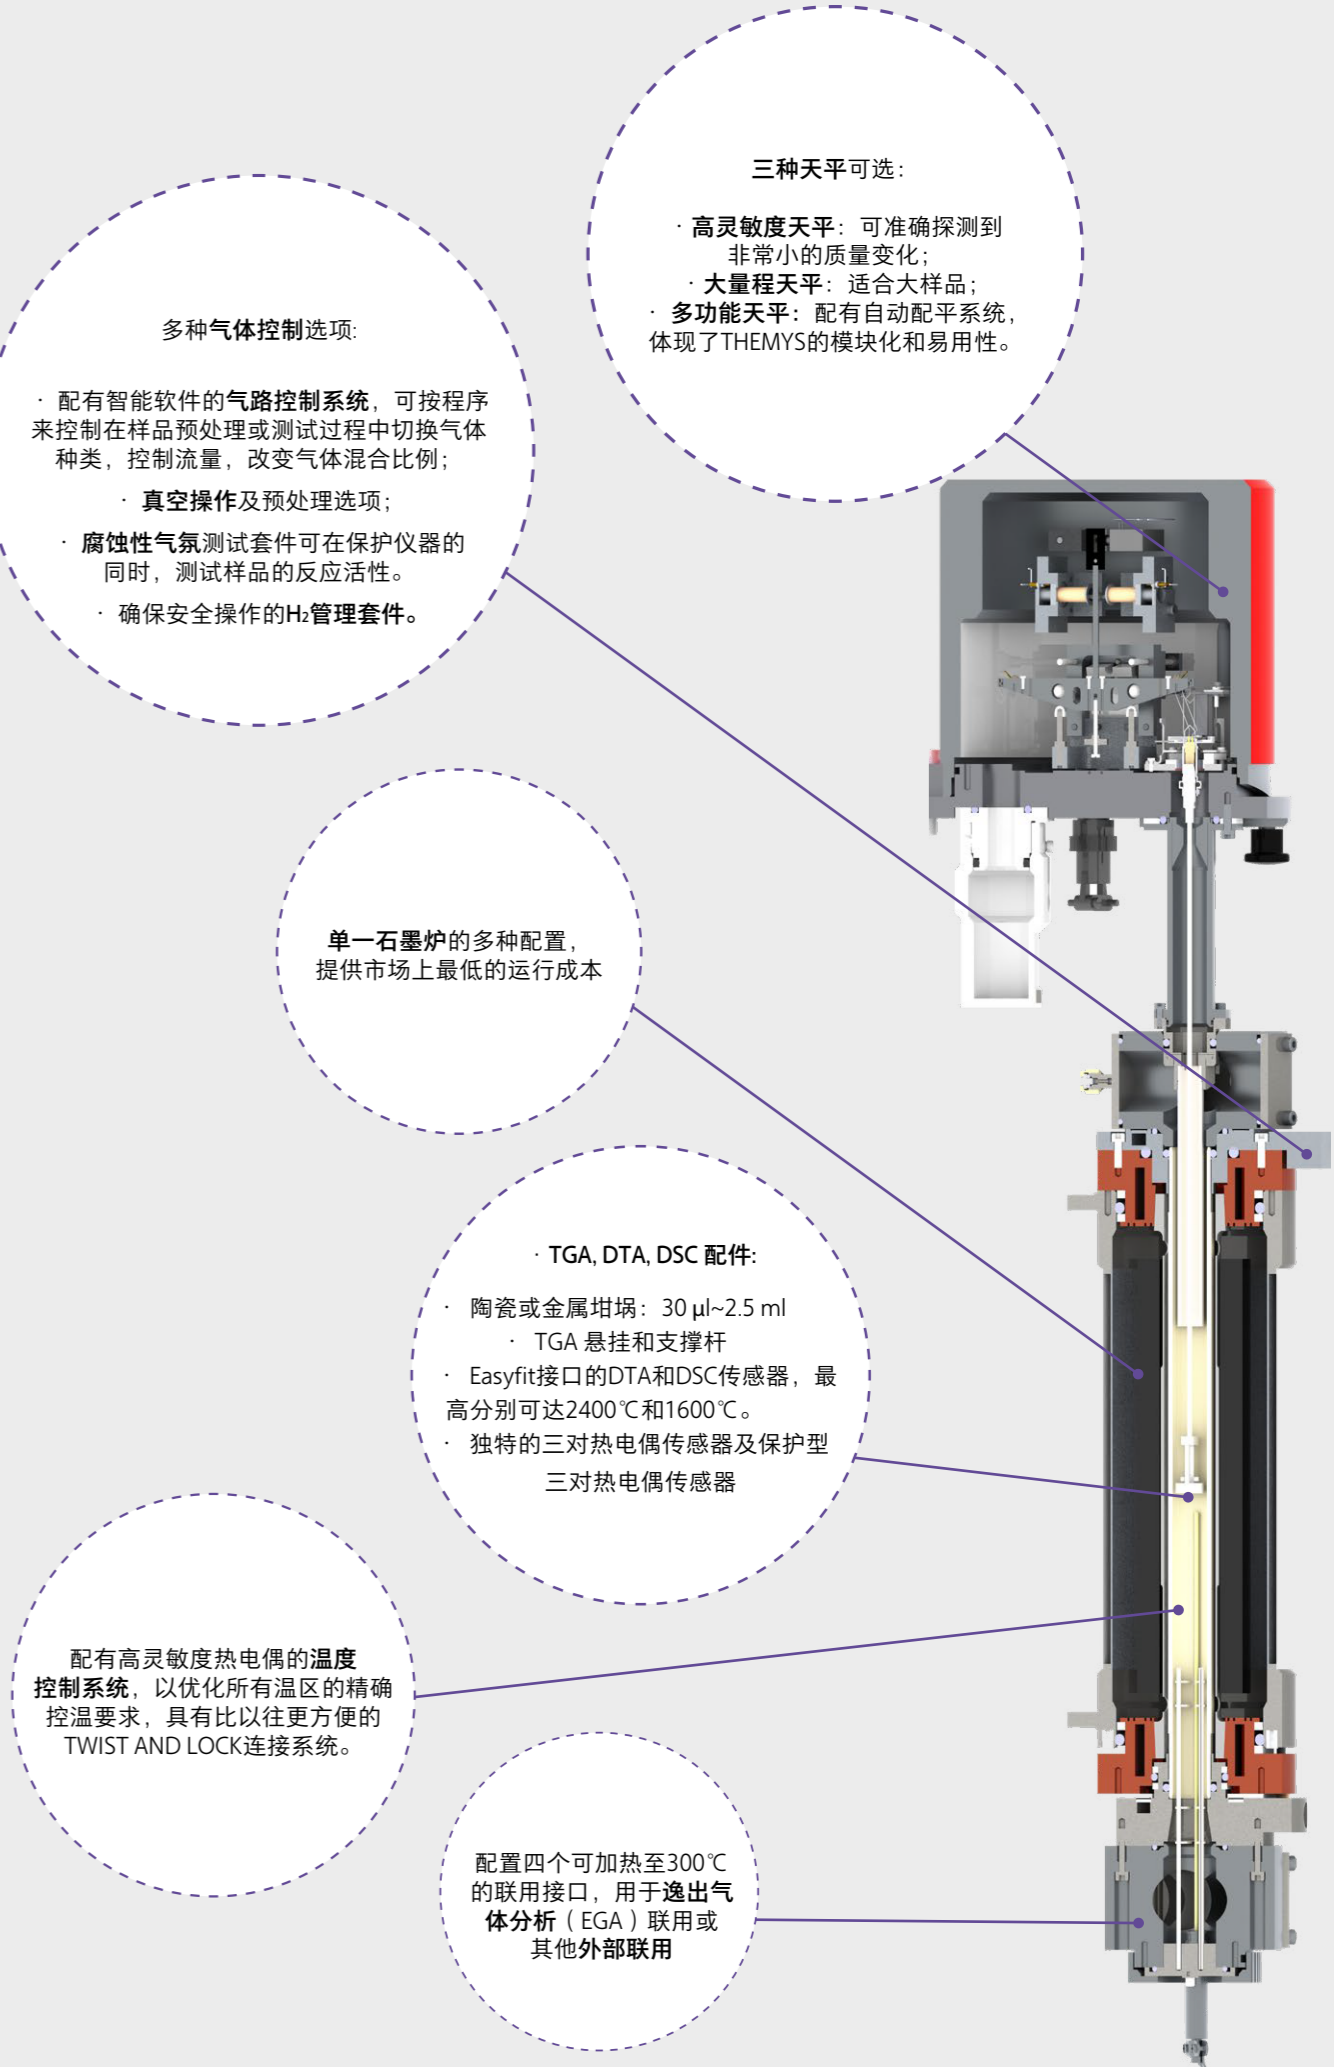 三种天平可选：
· 高灵敏度天平：可准确探测到
非常小的质量变化；
· 大量程天平：适合大样品；
· 多功能天平：配有自动配平系统，
体现了THEMYS的模块化和易用性。
多种气体控制选项:
· 配有智能软件的气路控制系统，可按程序
来控制在样品预处理或测试过程中切换气体
种类，控制流量，改变气体混合比例；
· 真空操作及预处理选项；
· 腐蚀性气氛测试套件可在保护仪器的
同时，测试样品的反应活性。
· 确保安全操作的H₂管理套件。
单一石墨炉的多种配置，
提供市场上最低的运行成本
· TGA, DTA, DSC 配件:
· 陶瓷或金属坩埚：30 µl~2.5 ml
· TGA 悬挂和支撑杆
· Easyfit接口的DTA和DSC传感器，最
高分别可达2400℃和1600℃。
· 独特的三对热电偶传感器及保护型
三对热电偶传感器
配有高灵敏度热电偶的温度
控制系统，以优化所有温区的精确
控温要求，具有比以往更方便的
TWIST AND LOCK连接系统。
配置四个可加热至300℃
的联用接口，用于逸出气
体分析（EGA）联用或
其他外部联用